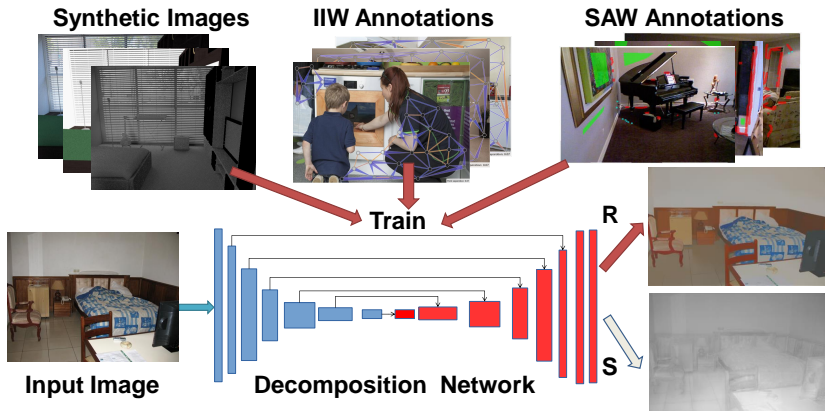 Synthetic Images
IIW Annotations
SAW Annotations
Train
R
S
Input Image
Decomposition Network